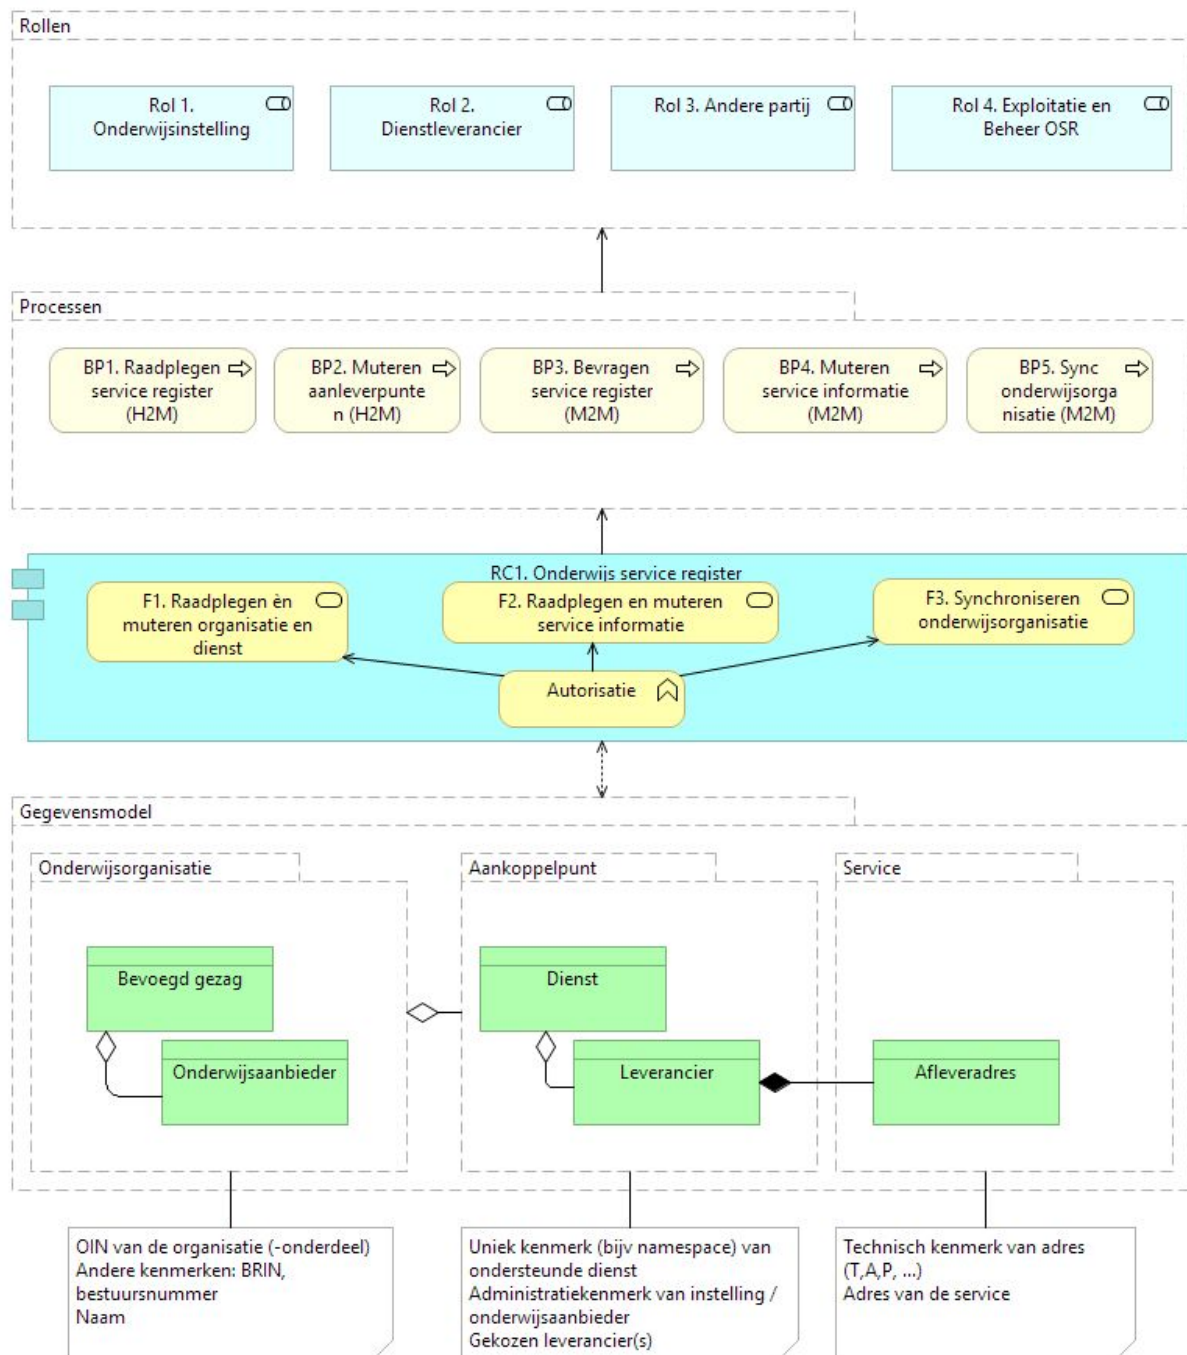 Rollen
Rol 1.
Onderwijsinstelling
Rol 2.
Dienstleverancier
Rol 3. Andere partij
Rol 4. Exploitatie en
Beheer OSR
Processen
BP1. Raadplegen
service register
(H2M)
BP2. Muteren
aanleverpunte
n (H2M)
BP3. Bevragen
service register
(M2M)
BP4. Muteren
service informatie
(M2M)
BP5. Sync
onderwijsorga
nisatie (M2M)
RC1. Onderwijs service register
F1. Raadplegen èn
muteren organisatie en
dienst
F2. Raadplegen en muteren
service informatie
F3. Synchroniseren
onderwijsorganisatie
Autorisatie
Gegevensmodel
Onderwijsorganisatie
Bevoegd gezag
Onderwijsaanbieder
Aankoppelpunt
Dienst
Leverancier
Service
Afleveradres
OIN van de organisatie (-onderdeel)
Andere kenmerken: BRIN,
bestuursnummer
Naam
Uniek kenmerk (bijv namespace) van
ondersteunde dienst
Administratiekenmerk van instelling /
onderwijsaanbieder
Gekozen leverancier(s)
Technisch kenmerk van adres
(T,A,P, ...)
Adres van de service